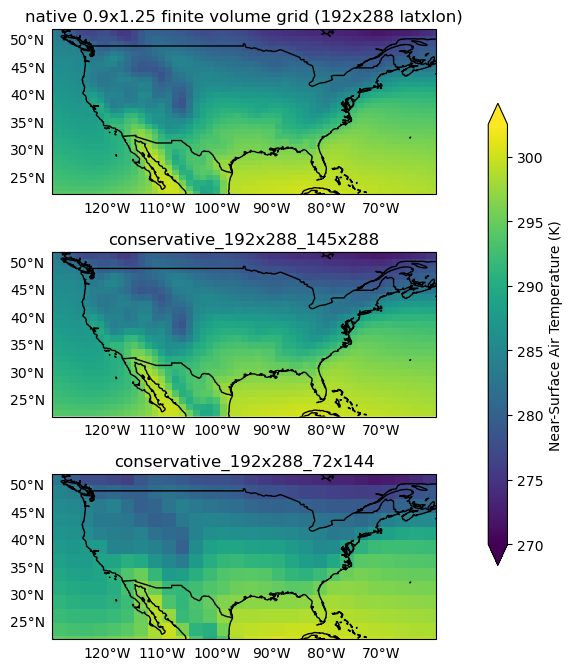 native 0.9x1.25 finite volume grid (192x288 latxlon)
50°N
45°N
40°N
35°N
30°N
25°N
120°W 110°W 100°W 90°W 80°W 70°W
conservative_192x288_145x288
50°N
45°N
40°N
35°N
30°N
25°N
120°W 110°W 100°W 90°W 80°W 70°W
conservative_192x288_72x144
50°N
45°N
40°N
35°N
30°N
25°N
120°W 110°W 100°W 90°W 80°W 70°W
300
295
290
285
280
275
270
Near-Surface Air Temperature (K)